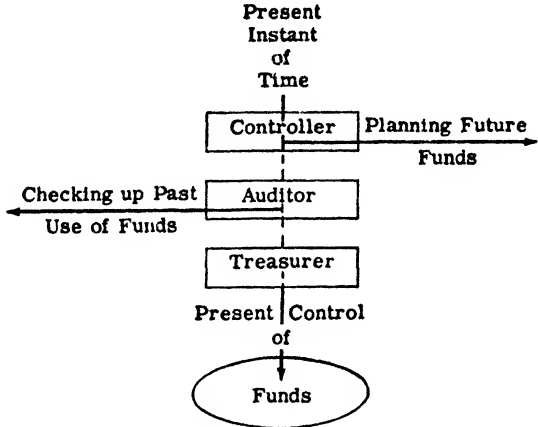 Present
Instant
of
Time
Controller
Planning Future
Funds
Checking up Past
Use of Funds
Auditor
Treasurer
Present Control
of
Funds